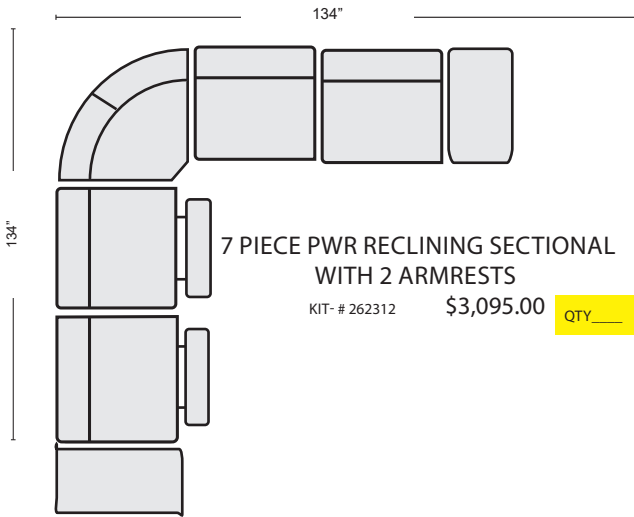 134”
134”
7 PIECE PWR RECLINING SECTIONAL
WITH 2 ARMRESTS
KIT- # 262312 $3,095.00 QTY____